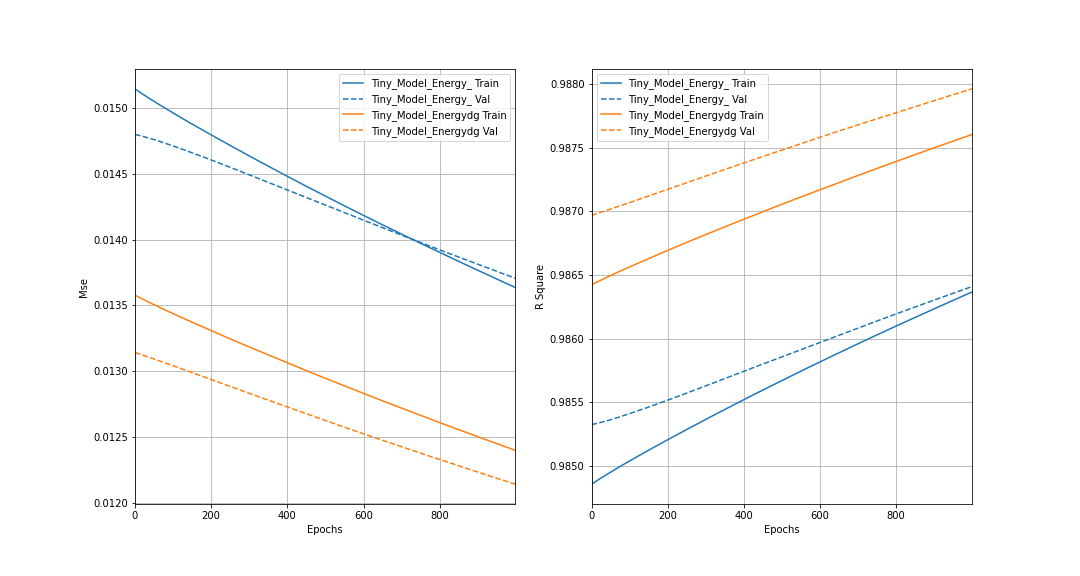 Tiny_Model_Energy_ Train
Tiny_Model_Energy_ Val
Tiny_Model_Energydg Train
Tiny_Model_Energydg Val
0.0150
0.0145
0.0140
0.0135
0.0130
0.0125
0.0120
Mse
0
200
400
600
800
Epochs
Tiny_Model_Energy_ Train
Tiny_Model_Energy_ Val
Tiny_Model_Energydg Train
Tiny_Model_Energydg Val
0.9880
0.9875
0.9870
0.9865
0.9860
0.9855
0.9850
R Square
0
200
400
600
800
Epochs